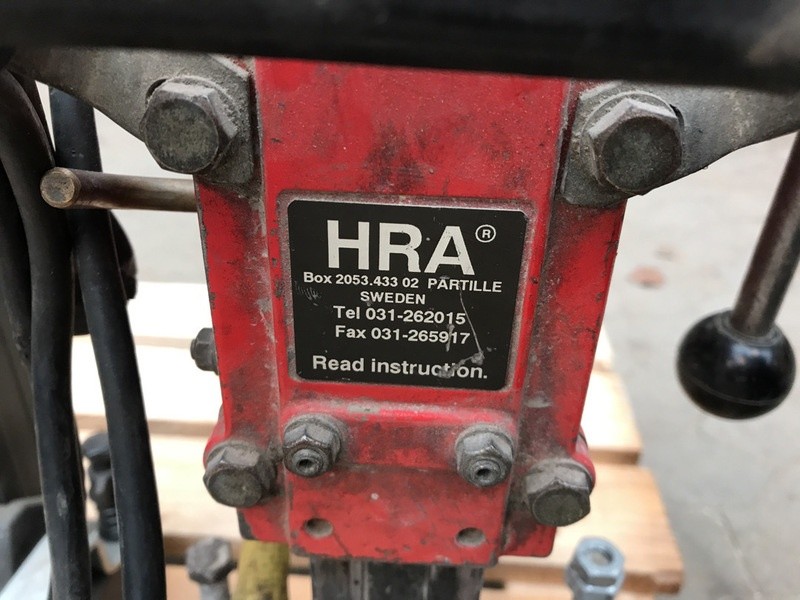 HRA®
Box 2053.433 02 PARTILLE
SWEDEN
Tel 031-262015
Fax 031-265917
Read instruction.